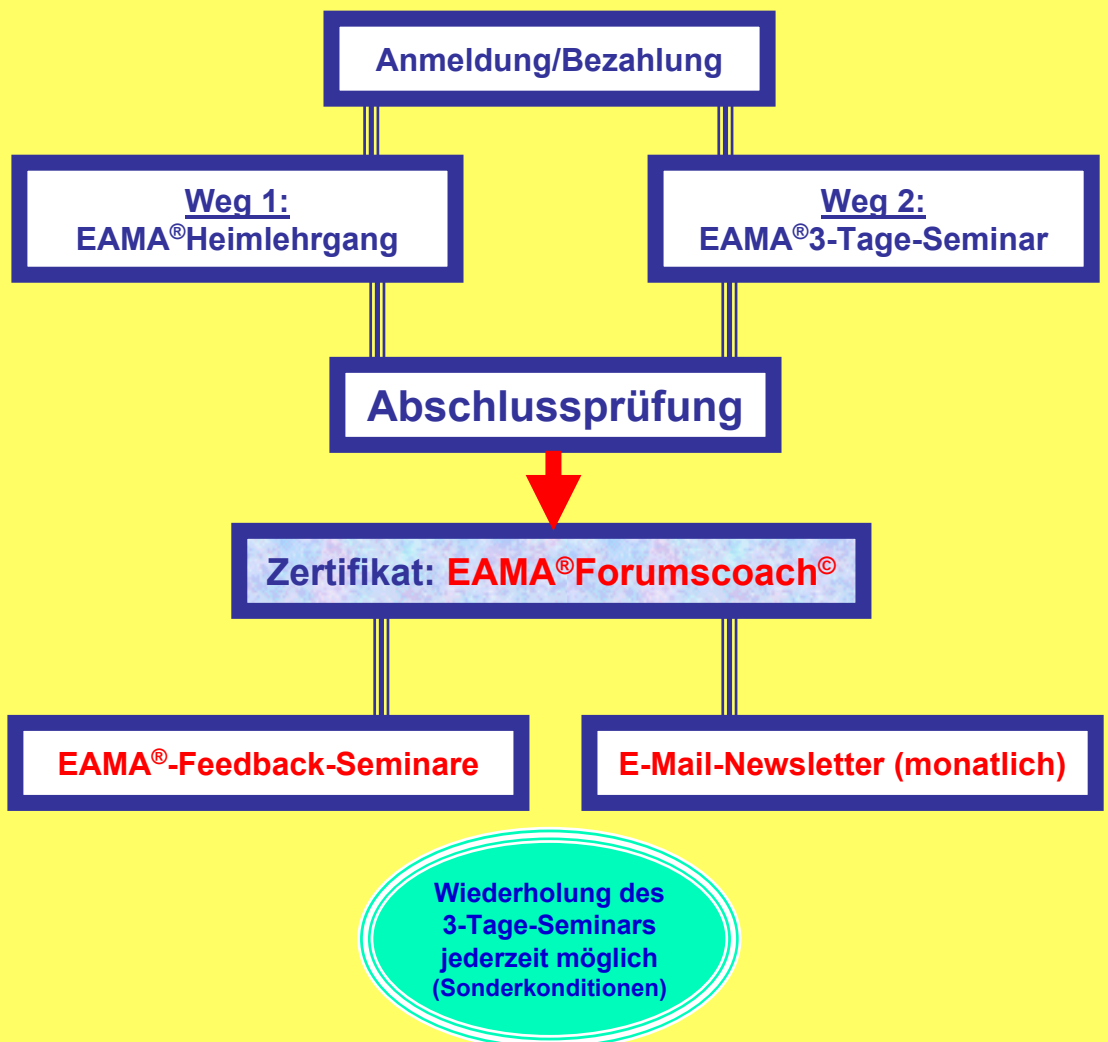 Anmeldung/Bezahlung
Weg 1:
EAMA®Heimlehrgang
Weg 2:
EAMA®3-Tage-Seminar
Abschlussprüfung
Zertifikat: EAMA®Forumscoach©
EAMA®-Feedback-Seminare
E-Mail-Newsletter (monatlich)
Wiederholung des
3-Tage-Seminars
jederzeit möglich
(Sonderkonditionen)